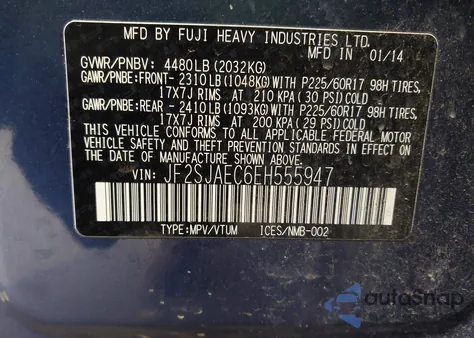 MFD BY FUJI HEAVY INDUSTRIES LTD.
MFD IN 01/14
GVWR/PNBV: 4480LB(2032KG)
GAWR/PNBE:FRONT- 2310LB(1048KG)WITH P225/60R17 98H TIRES,
17X7J RIMS AT 210 KPA(30 PSI)COLD
GAWR/PNBE:REAR - 2410LB(1093KG)WITH P225/60R17 98H TIRES,
17X7J RIMS AT 200 KPA(29 PSI)COLD
THIS VEHICLE CONFORMS TO ALL APPLICABLE FEDERAL MOTOR
VEHICLE SAFETY, BUMPER, AND THEFT PREVENTION STANDARDS IN EFFECT
ON THE DATE OF MANUFACTURE SHOWN ABOVE.
VIN: JF2SJAEC6EH555947
TYPE:MPV/VTUM ICES/NMB-002
autoSnap